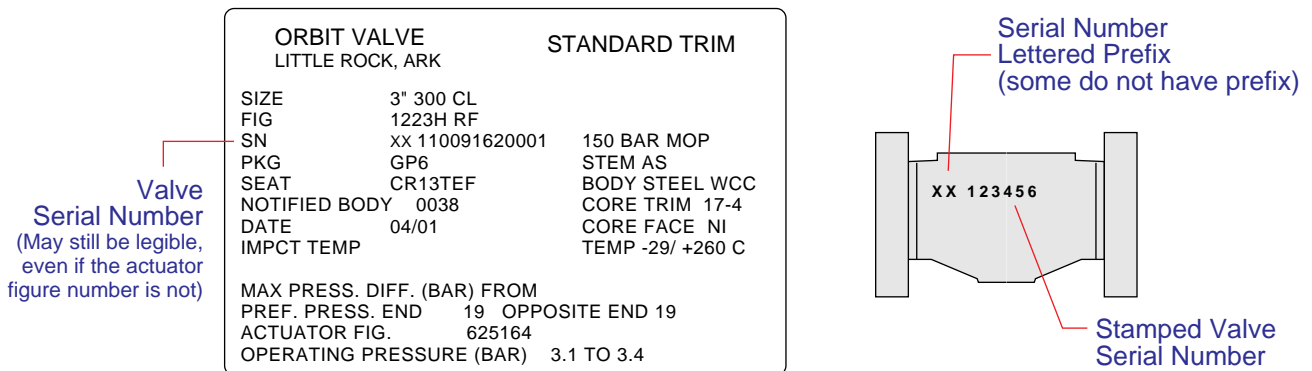 ORBIT VALVE STANDARD TRIM
LITTLE ROCK, ARK
SIZE 3" 300 CL
FIG 1223H RF
SN XX 110091620001 150 BAR MOP
PKG GP6 STEM AS
SEAT CR13TEF BODY STEEL WCC
NOTIFIED BODY 0038 CORE TRIM 17-4
DATE 04/01 CORE FACE NI
IMPCT TEMP TEMP -29/ +260 C
MAX PRESS. DIFF. (BAR) FROM
PREF. PRESS. END 19 OPPOSITE END 19
ACTUATOR FIG. 625164
OPERATING PRESSURE (BAR) 3.1 TO 3.4
Valve
Serial Number
(May still be legible,
even if the actuator
figure number is not)
Serial Number
Lettered Prefix
(some do not have prefix)
XX 123456
Stamped Valve
Serial Number